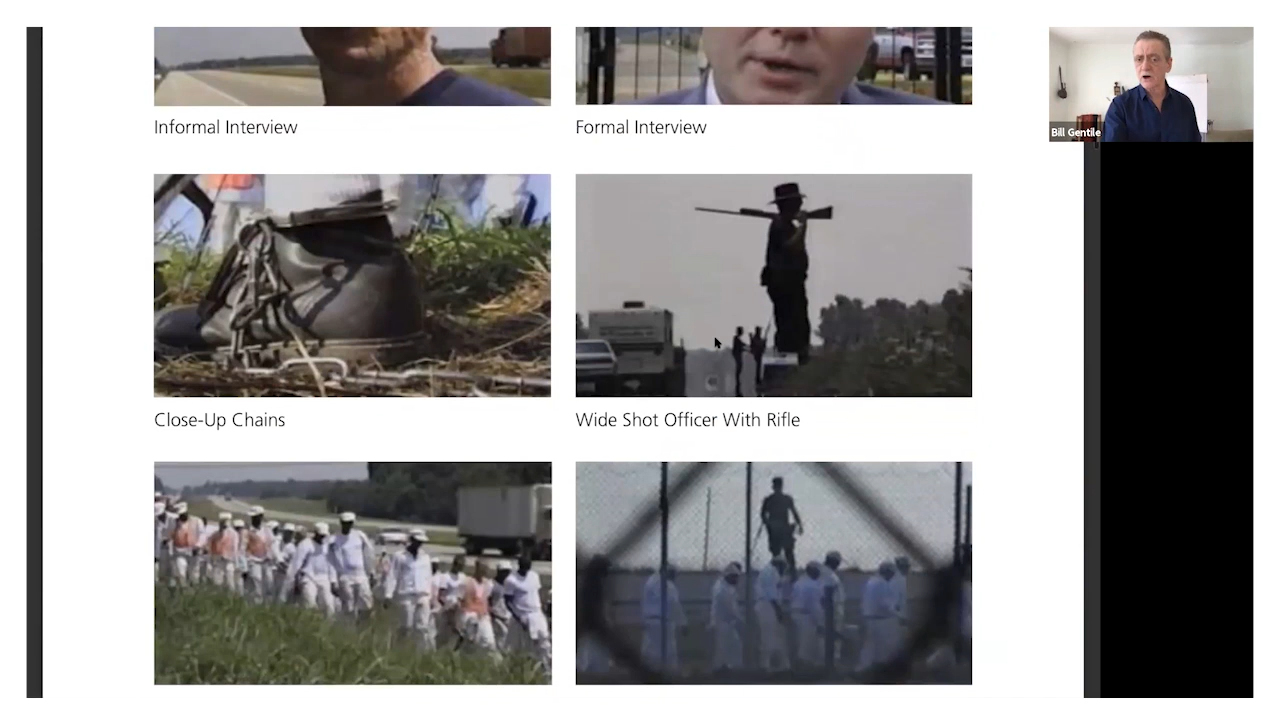 Bill Gentile
Informal Interview
Formal Interview
Close-Up Chains
Wide Shot Officer With Rifle